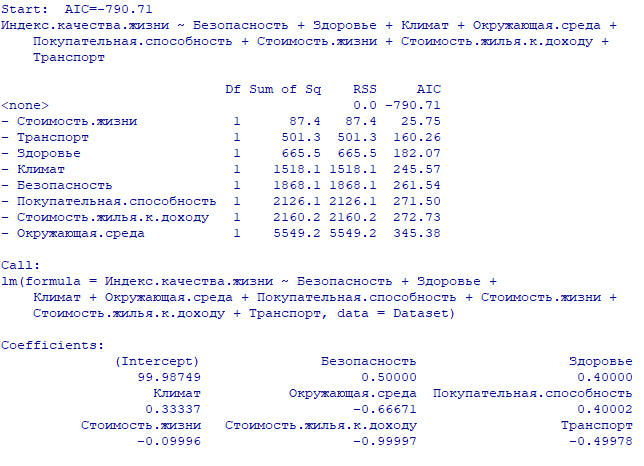 Start:  AIC=-790.71
Индекс.качества.жизни ~ Безопасность + Здоровье + Климат + Окружающая.среда +
    Покупательная.способность + Стоимость.жизни + Стоимость.жилья.к.доходу +
    Транспорт
                            Df Sum of Sq    RSS     AIC
<none>                                      0.0 -790.71
- Стоимость.жизни            1      87.4   87.4   25.75
- Транспорт                  1     501.3  501.3  160.26
- Здоровье                   1     665.5  665.5  182.07
- Климат                     1    1518.1 1518.1  245.57
- Безопасность               1    1868.1 1868.1  261.54
- Покупательная.способность  1    2126.1 2126.1  271.50
- Стоимость.жилья.к.доходу   1    2160.2 2160.2  272.73
- Окружающая.среда           1    5549.2 5549.2  345.38
Call:
lm(formula = Индекс.качества.жизни ~ Безопасность + Здоровье +
    Климат + Окружающая.среда + Покупательная.способность + Стоимость.жизни +
    Стоимость.жилья.к.доходу + Транспорт, data = Dataset)
Coefficients:
              (Intercept)               Безопасность                   Здоровье
                 99.98749                    0.50000                    0.40000
                   Климат           Окружающая.среда  Покупательная.способность
                  0.33337                   -0.66671                    0.40002
          Стоимость.жизни   Стоимость.жилья.к.доходу                  Транспорт
                 -0.09996                   -0.99997                   -0.49978